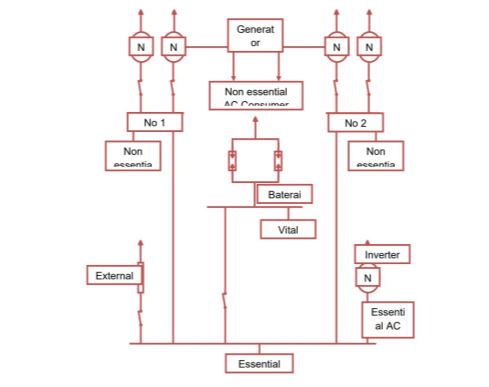 Generat
or
N
N
N
N
Non essential
AC Consumer
No 1
No 2
Non
essentia
Non
essentia
Baterai
Vital
Inverter
External
N
Essenti
al AC
Essential